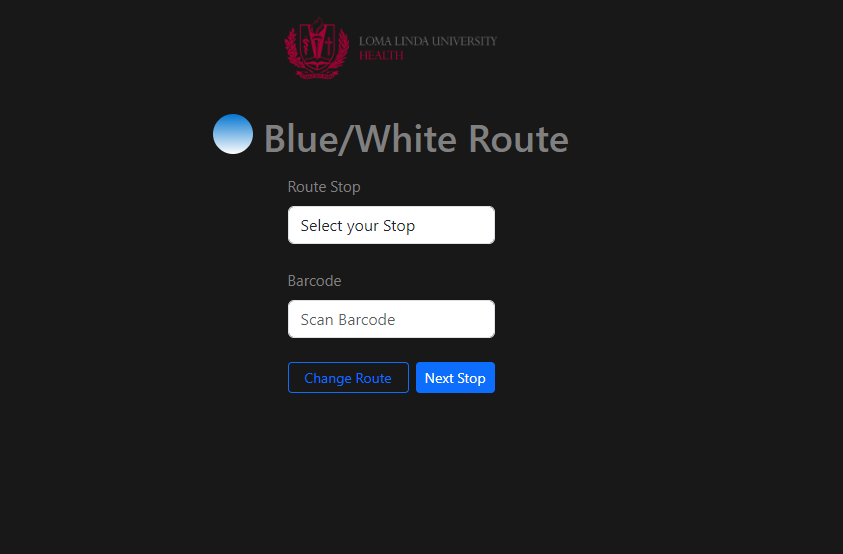 LOMA LINDA UNIVERSITY
HEALTH
Blue/White Route
Route Stop
Select your Stop
Barcode
Scan Barcode
Change Route
Next Stop